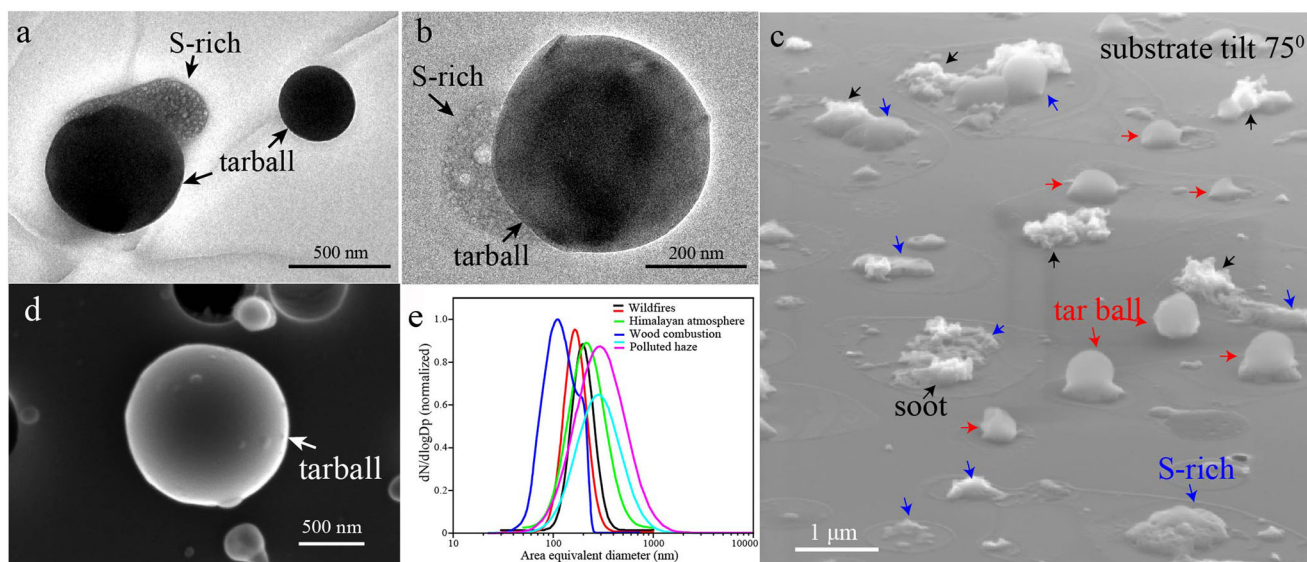 a
S-rich
tarball
500 nm
b
S-rich
tarball
200 nm
c
substrate tilt 75⁰
tar ball
soot
S-rich
1 µm
d
tarball
500 nm
e
Wildfires
Himalayan atmosphere
Wood combustion
Polluted haze
dN/dlogDp (normalized)
1.0
0.8
0.6
0.4
0.2
0
10
100
1000
10000
Area equivalent diameter (nm)